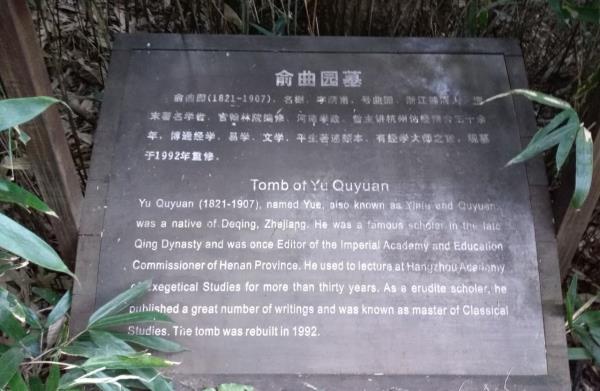 俞曲园墓
俞曲园(1821-1907)，名樾，字荫甫，号曲园，浙江德清人，清
末著名学者，官翰林院编修、河南学政，曾主讲杭州诂经精舍三十余
年，博通经学、易学、文学，平生著述颇丰，有经学大师之称，现墓
于1992年重修。
Tomb of Yu Quyuan
Yu Quyuan (1821-1907), named Yue, also known as Yinfu and Quyuan,
was a native of Deqing, Zhejiang. He was a famous scholar in the late
Qing Dynasty and was once Editor of the Imperial Academy and Education
Commissioner of Henan Province. He used to lecture at Hangzhou Academy
of Exegetical Studies for more than thirty years. As a erudite scholar, he
published a great number of writings and was known as master of Classical
Studies. The tomb was rebuilt in 1992.